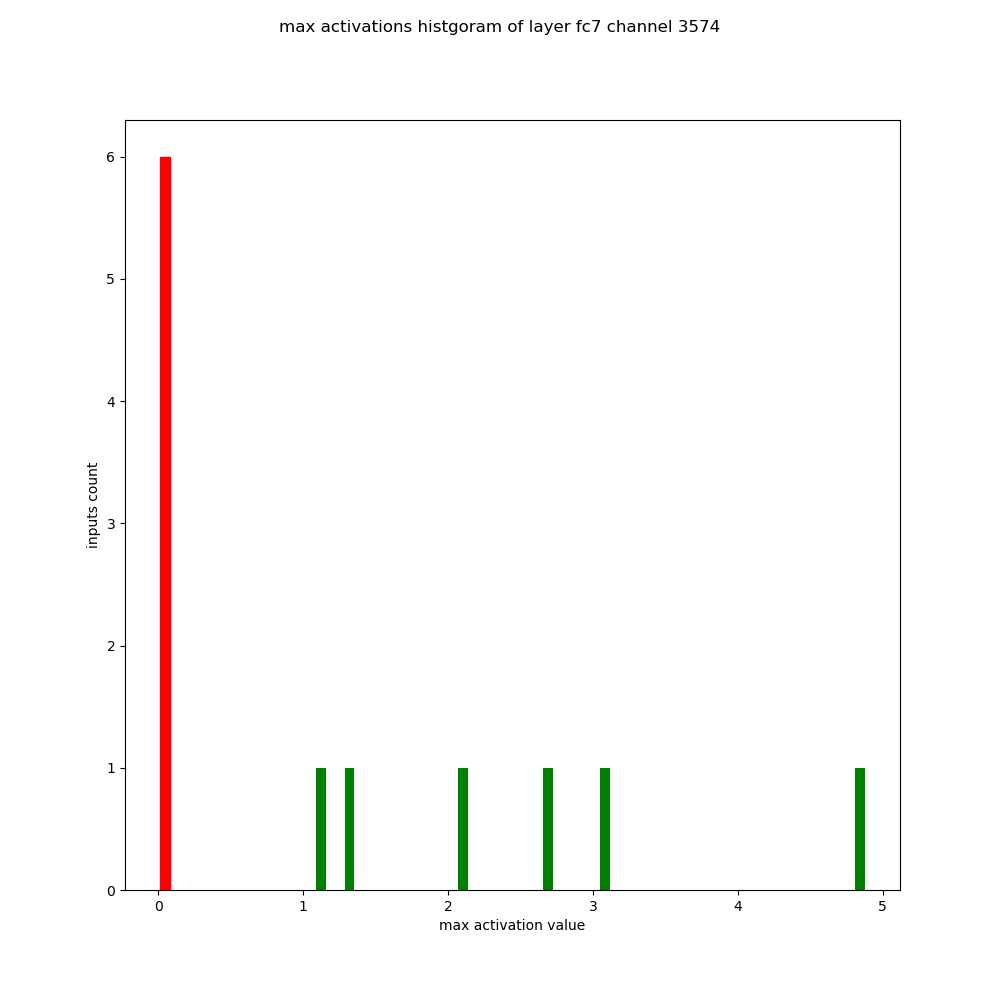 max activations histgoram of layer fc7 channel 3574
6
5
4
3
2
1
0
inputs count
0 1 2 3 4 5
max activation value